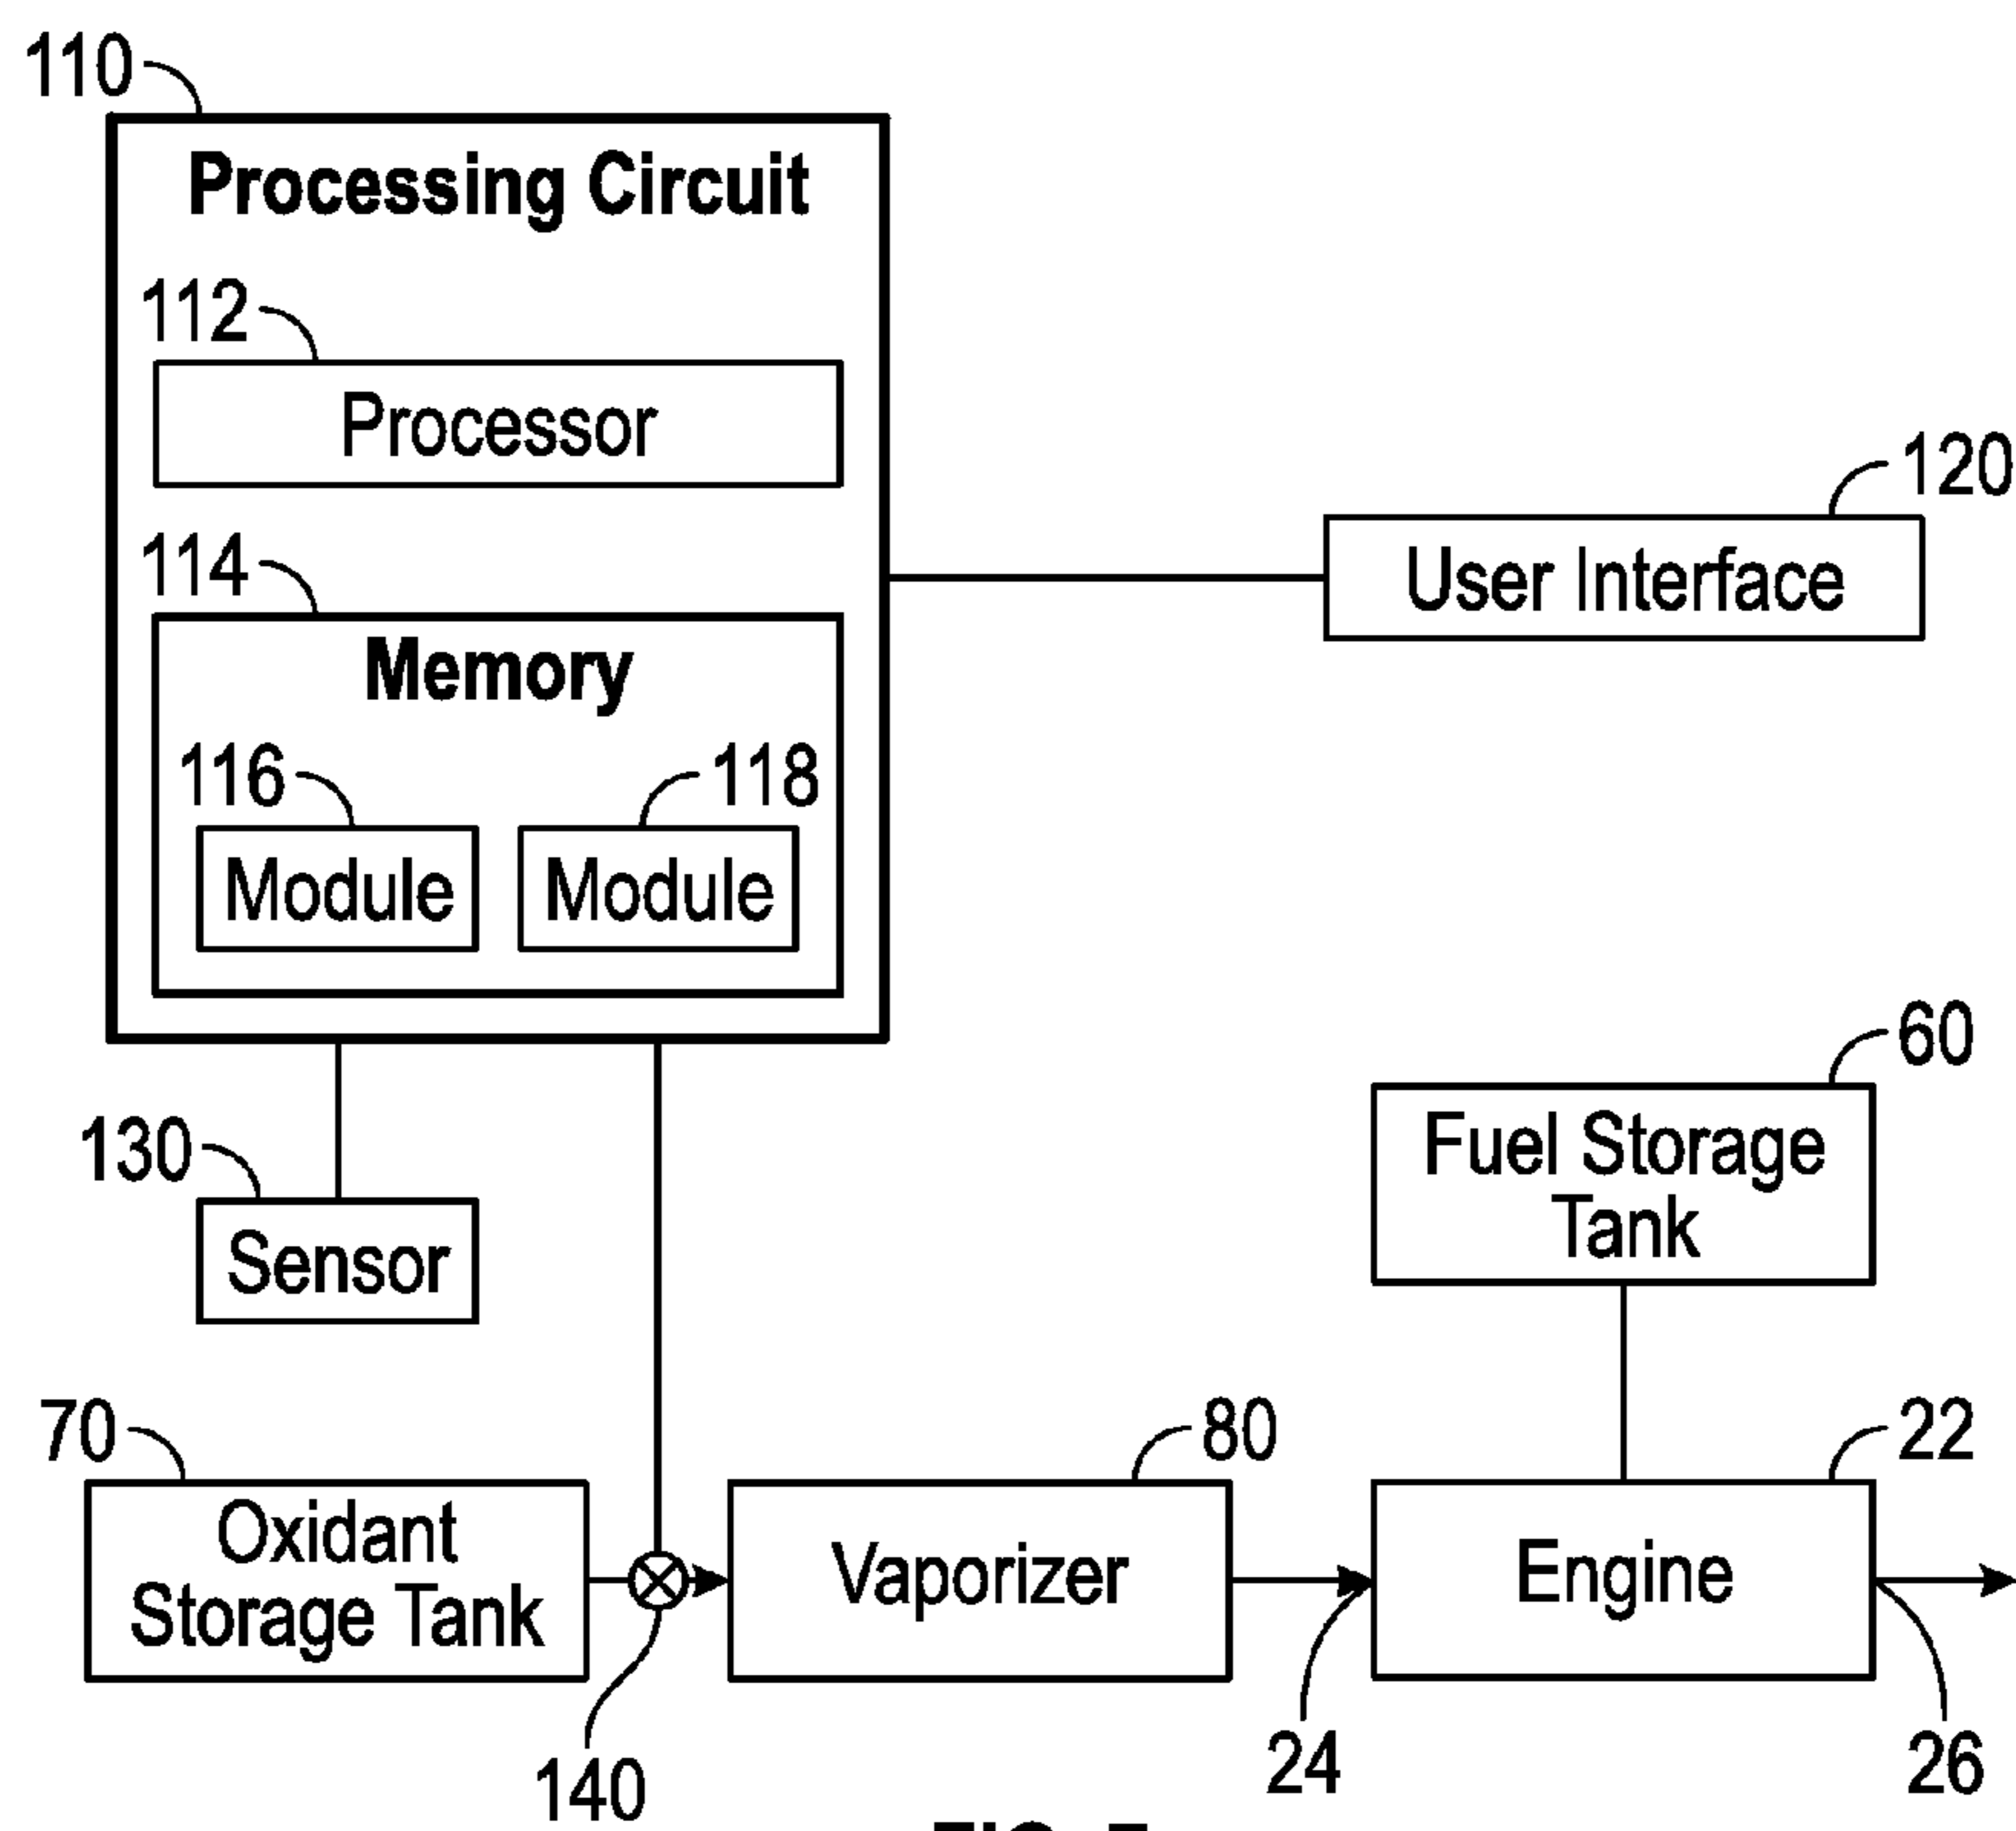 110
Processing Circuit
112
Processor
114
Memory
116
118
Module
Module
120
User Interface
130
Sensor
60
Fuel Storage
Tank
70
Oxidant
Storage Tank
140
80
Vaporizer
22
Engine
24
26